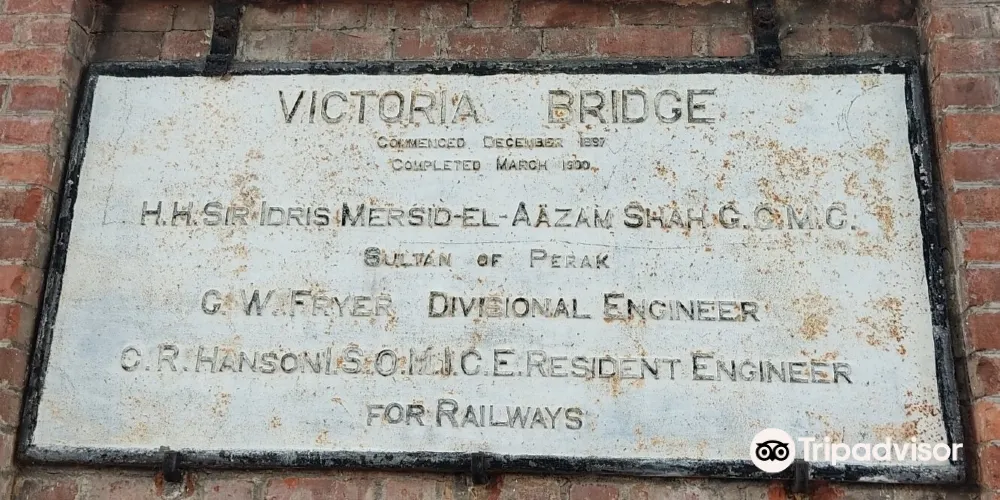 VICTORIA BRIDGE
COMMENCED DECEMBER 1897
COMPLETED MARCH 1900.
H.H. SIR IDRIS MERSID-EL-AÄZAM SHAH G.C.M.G.
SULTAN OF PERAK
G. W. FRYER DIVISIONAL ENGINEER
C. R. HANSON I.S.O.M.I.C.E. RESIDENT ENGINEER
FOR RAILWAYS
Tripadvisor